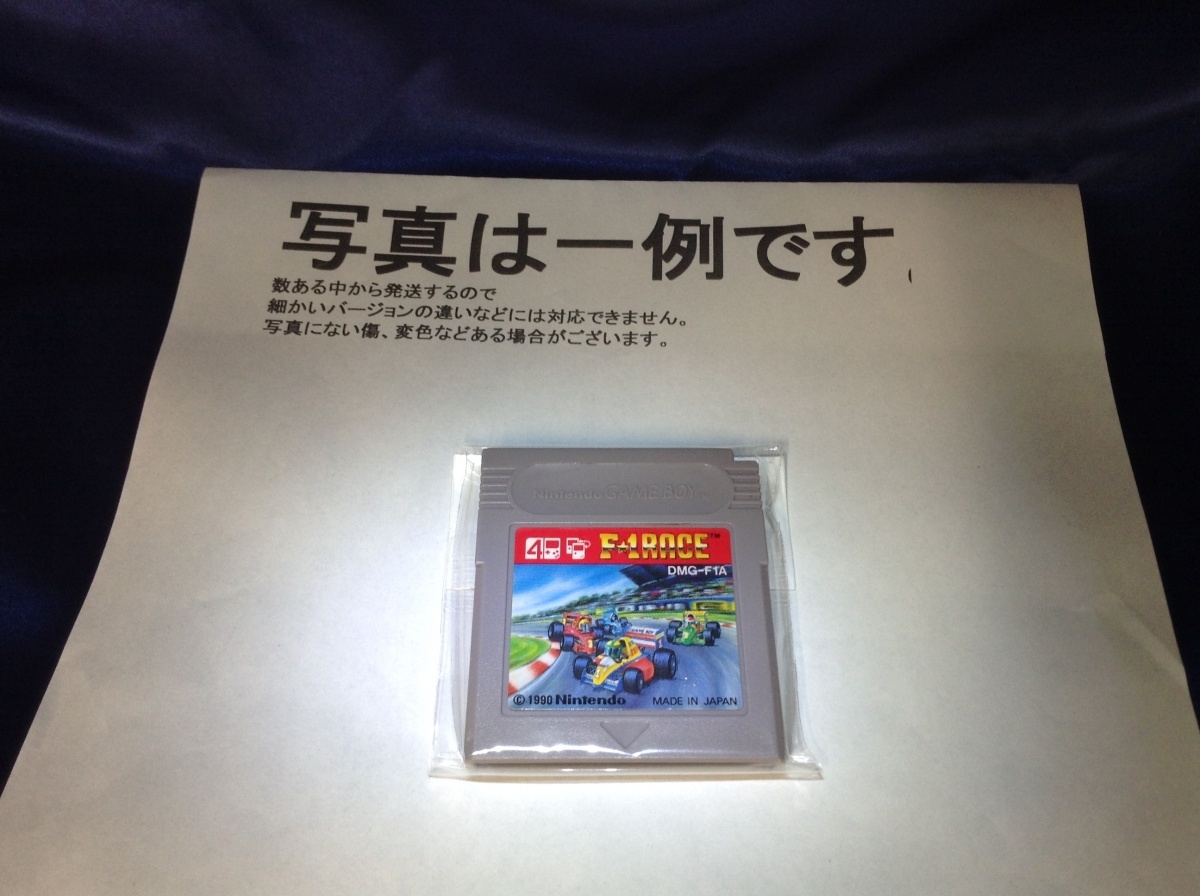 写真は一例です
数ある中から発送するので
細かいバージョンの違いなどには対応できません。
写真にない傷、変色などある場合がございます。
Nintendo GAME BOY™
4 F★1RACE™
DMG-F1A
© 1990 Nintendo MADE IN JAPAN